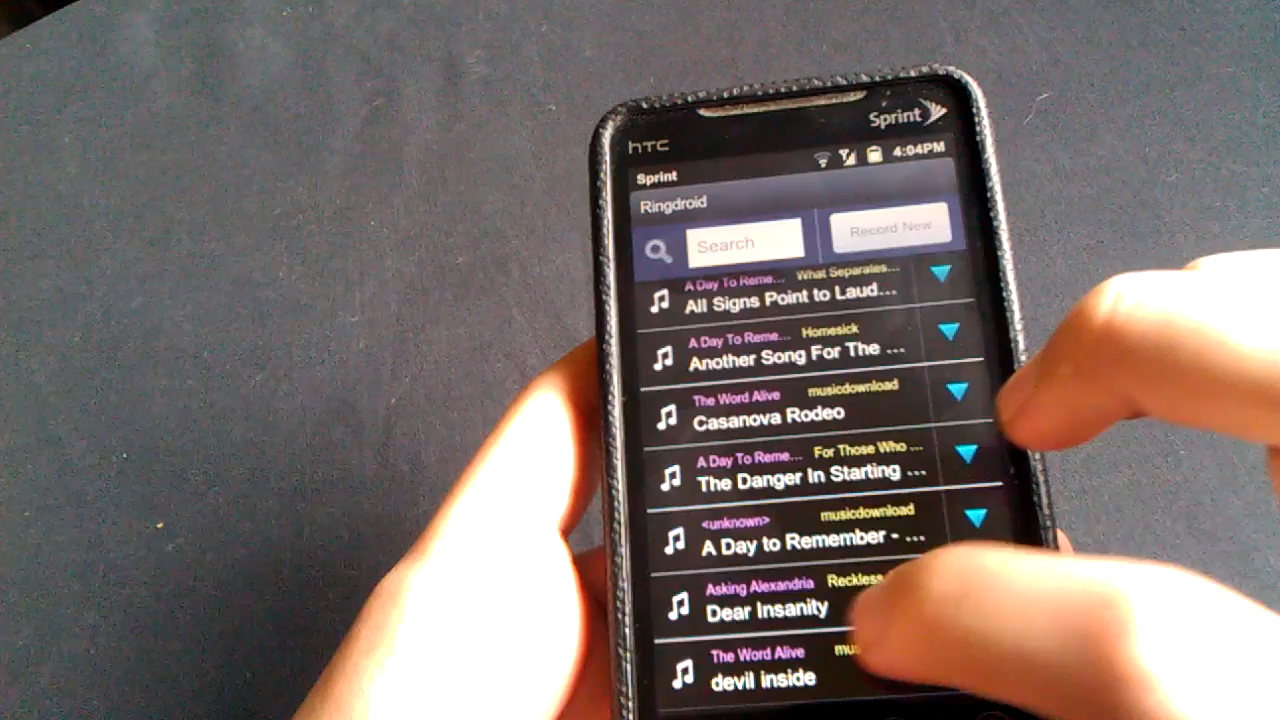 Sprint
hTC
4:04PM
Sprint
Ringdroid
Search
Record New
A Day To Reme... What Separates...
All Signs Point to Laud...
A Day To Reme... Homesick
Another Song For The ...
The Word Alive musicdownload
Casanova Rodeo
A Day To Reme... For Those Who ...
The Danger In Starting ...
<unknown> musicdownload
A Day to Remember - ...
Asking Alexandria Reckless
Dear Insanity
The Word Alive
devil inside